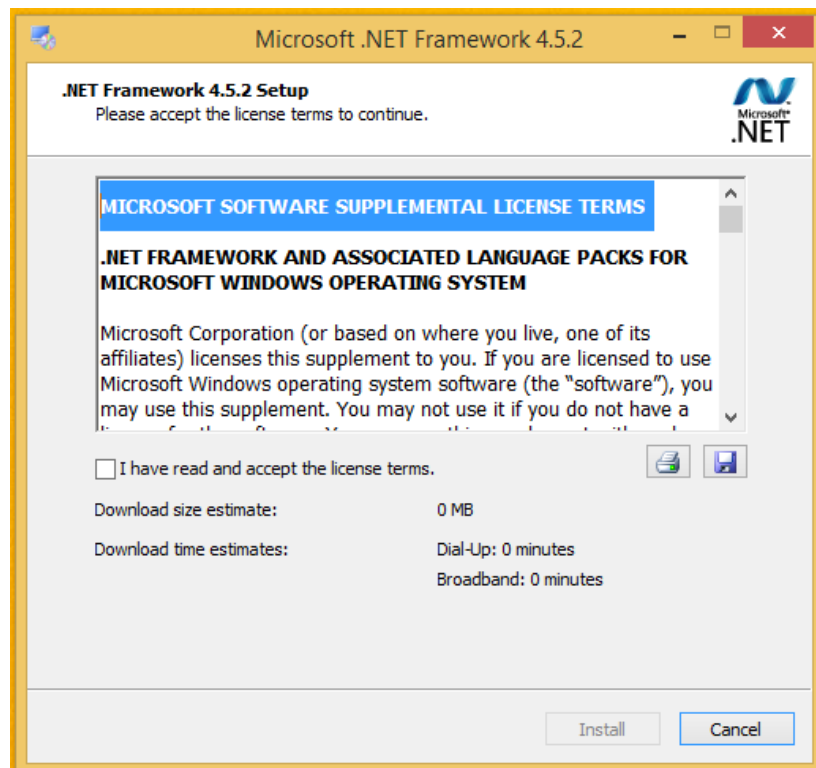 Microsoft .NET Framework 4.5.2
.NET Framework 4.5.2 Setup
Please accept the license terms to continue.
Microsoft
.NET
MICROSOFT SOFTWARE SUPPLEMENTAL LICENSE TERMS
.NET FRAMEWORK AND ASSOCIATED LANGUAGE PACKS FOR
MICROSOFT WINDOWS OPERATING SYSTEM
Microsoft Corporation (or based on where you live, one of its
affiliates) licenses this supplement to you. If you are licensed to use
Microsoft Windows operating system software (the “software”), you
may use this supplement. You may not use it if you do not have a
I have read and accept the license terms.
Download size estimate: 0 MB
Download time estimates: Dial-Up: 0 minutes
Broadband: 0 minutes
Install Cancel